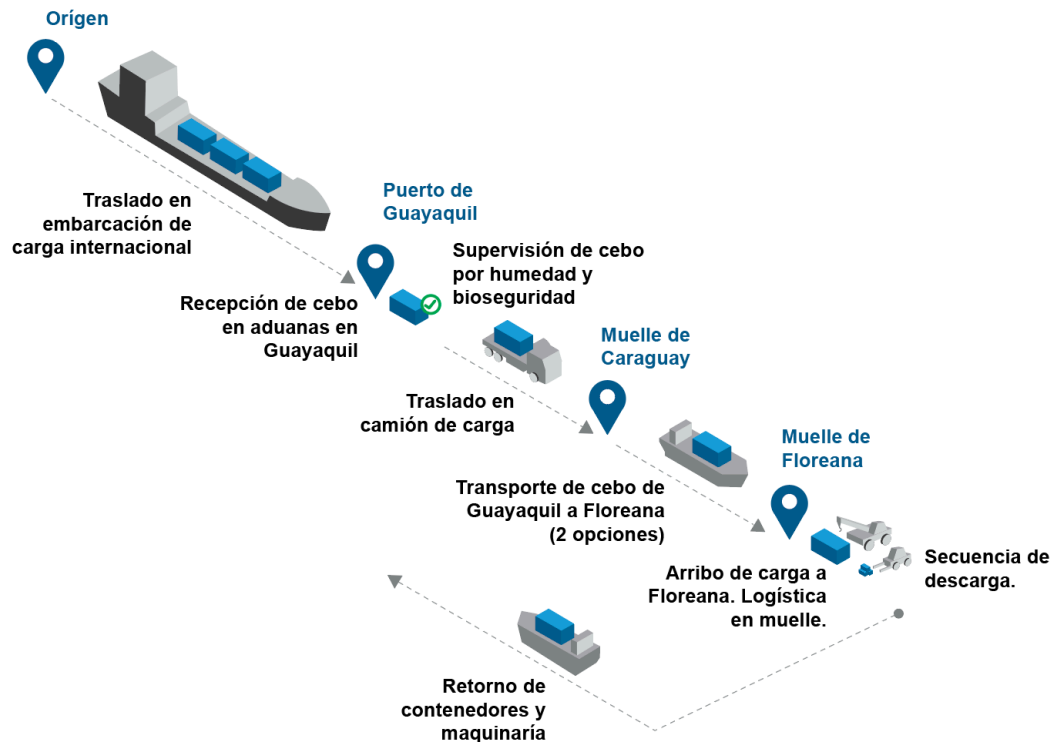 Orígen
Traslado en
embarcación de
carga internacional
Puerto de
Guayaquil
Recepción de cebo
en aduanas en
Guayaquil
Supervisión de cebo
por humedad y
bioseguridad
Traslado en
camión de carga
Muelle de
Caraguay
Transporte de cebo de
Guayaquil a Floreana
(2 opciones)
Muelle de
Floreana
Arribo de carga a
Floreana. Logística
en muelle.
Secuencia de
descarga.
Retorno de
contenedores y
maquinaría